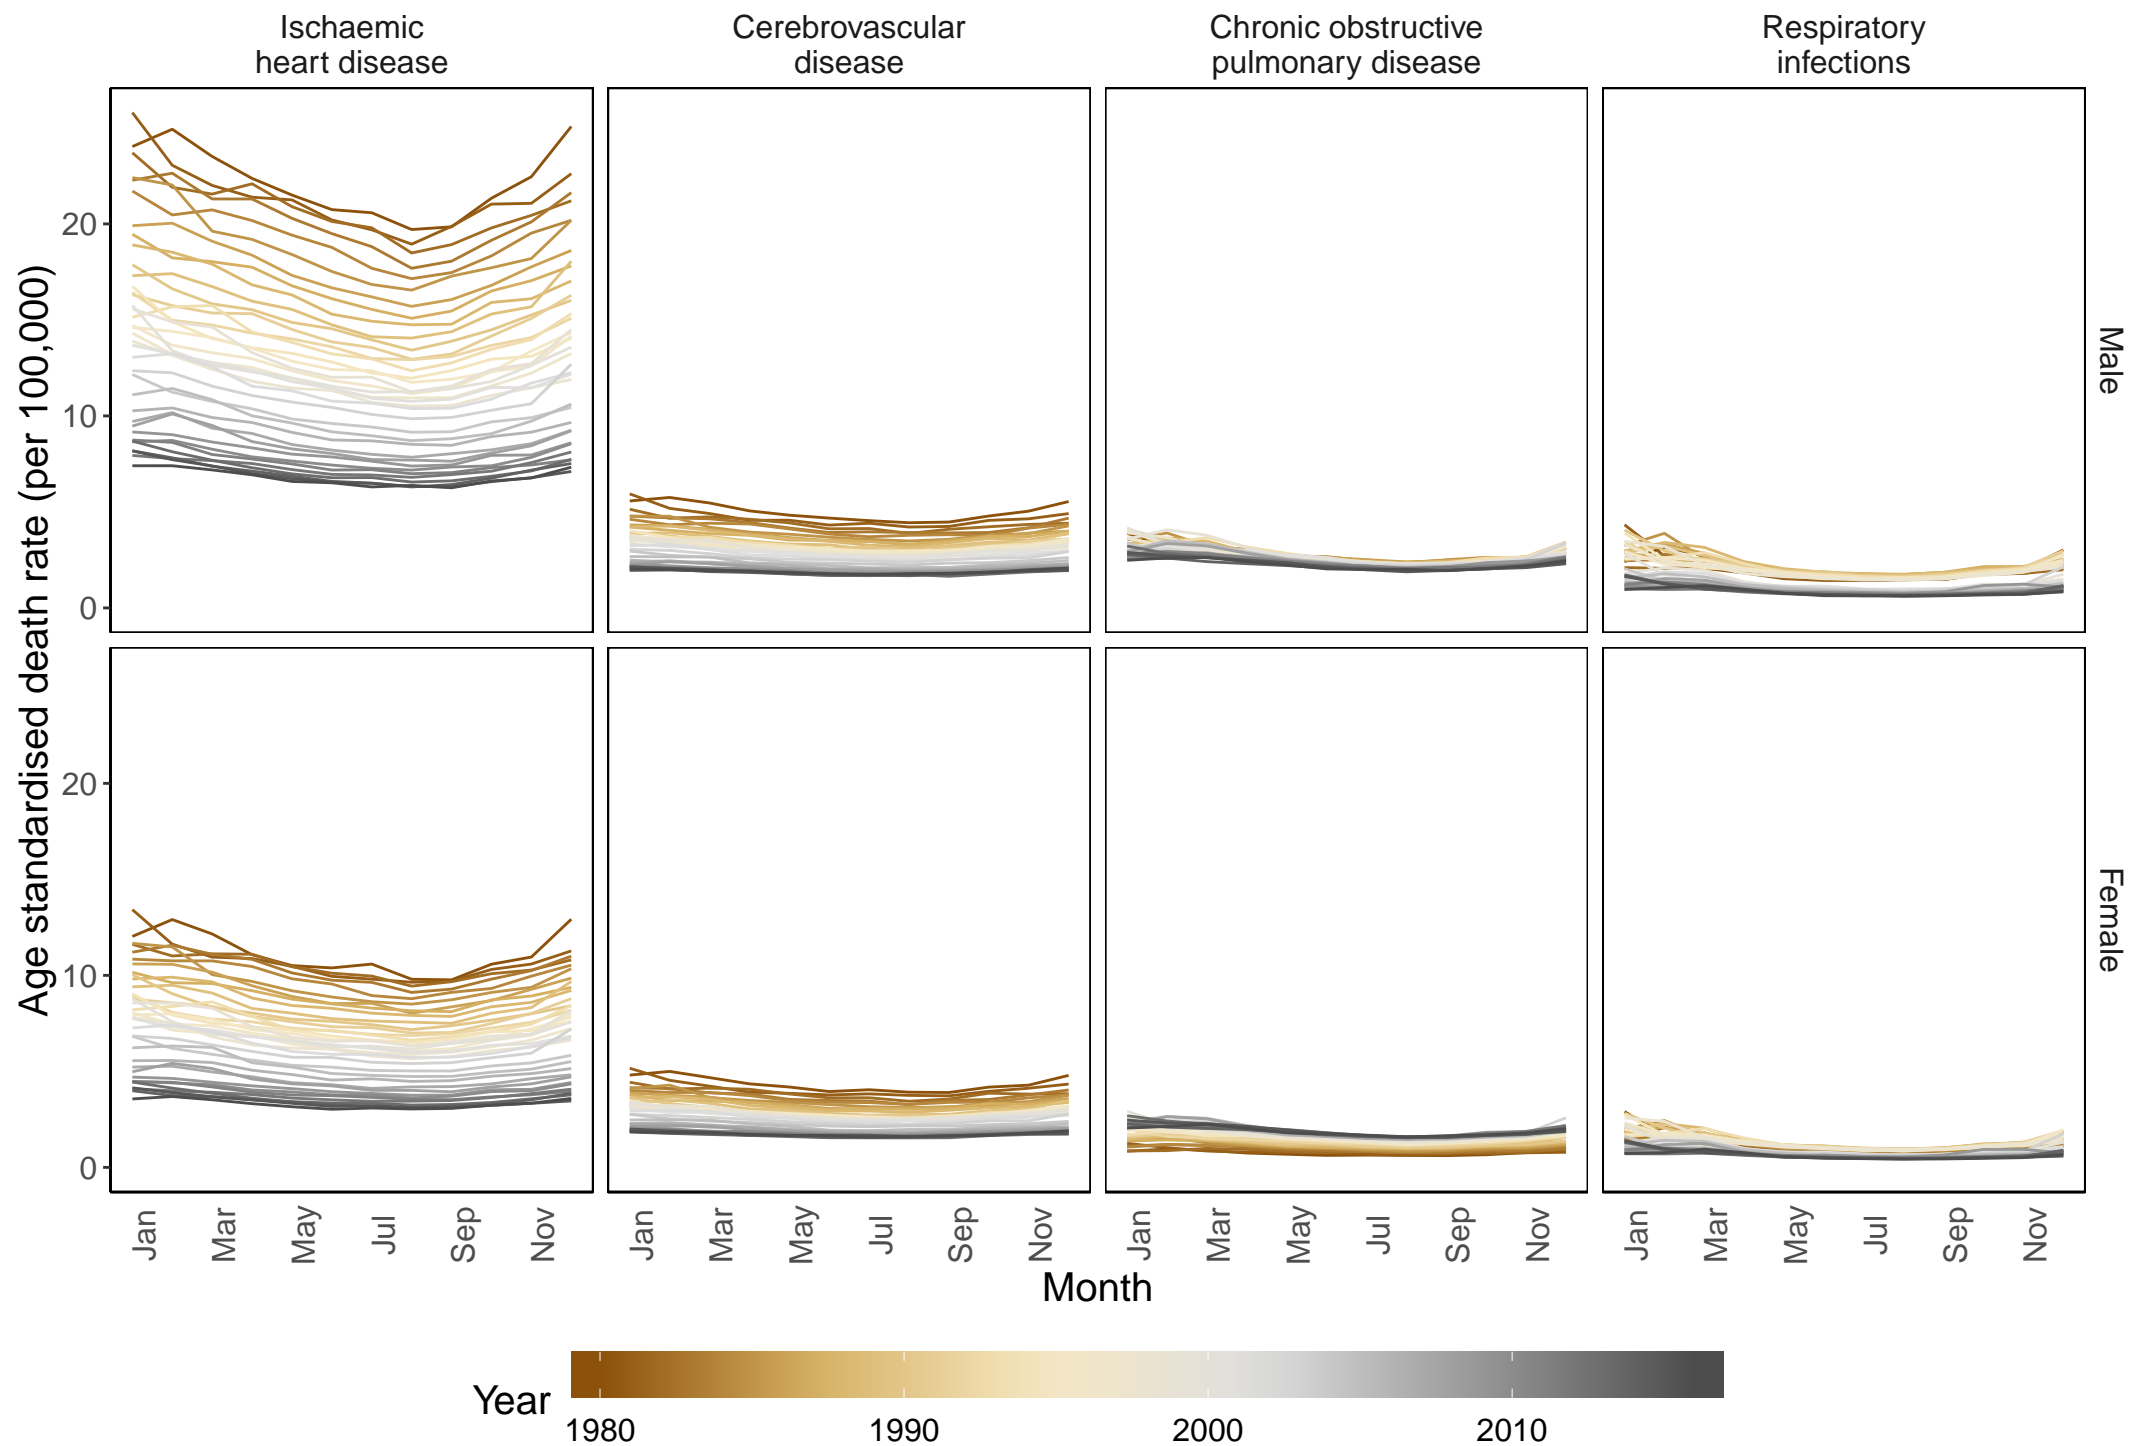 Ischaemic
heart disease
Cerebrovascular
disease
Chronic obstructive
pulmonary disease
Respiratory
infections
Age standardised death rate (per 100,000)
20
10
0
Male
20
10
0
Female
Jan Mar May Jul Sep Nov
Jan Mar May Jul Sep Nov
Jan Mar May Jul Sep Nov
Jan Mar May Jul Sep Nov
Month
Year
1980 1990 2000 2010